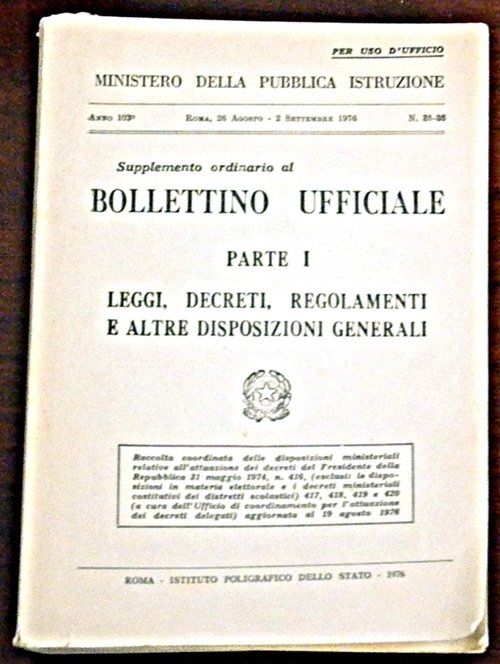 PER USO D'UFFICIO
MINISTERO DELLA PUBBLICA ISTRUZIONE
ANNO 103º ROMA, 26 AGOSTO - 2 SETTEMBRE 1976 N. 25-26
Supplemento ordinario al
BOLLETTINO UFFICIALE
PARTE I
LEGGI, DECRETI, REGOLAMENTI
E ALTRE DISPOSIZIONI GENERALI
Raccolta coordinata delle disposizioni ministeriali
relative all'attuazione dei decreti del Presidente della
Repubblica 31 maggio 1974, n. 416, (esclusi: le dispo-
sizioni in materia elettorale e i decreti ministeriali
costitutivi dei distretti scolastici) 417, 418, 419 e 420
(a cura dell'Ufficio di coordinamento per l'attuazione
dei decreti delegati) aggiornata al 19 agosto 1976
ROMA - ISTITUTO POLIGRAFICO DELLO STATO - 1976